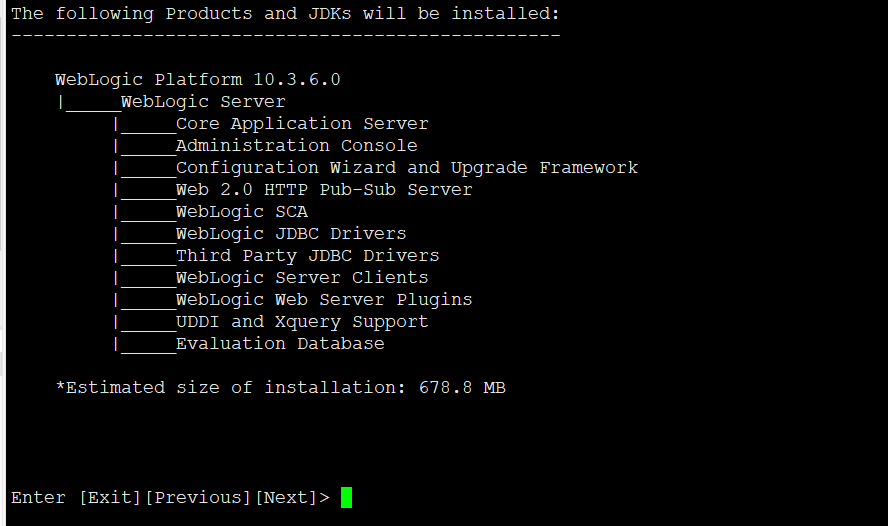 The following Products and JDKs will be installed:
--------------------------------------------------
WebLogic Platform 10.3.6.0
|_____WebLogic Server
|_____Core Application Server
|_____Administration Console
|_____Configuration Wizard and Upgrade Framework
|_____Web 2.0 HTTP Pub-Sub Server
|_____WebLogic SCA
|_____WebLogic JDBC Drivers
|_____Third Party JDBC Drivers
|_____WebLogic Server Clients
|_____WebLogic Web Server Plugins
|_____UDDI and Xquery Support
|_____Evaluation Database
*Estimated size of installation: 678.8 MB
Enter [Exit][Previous][Next]>